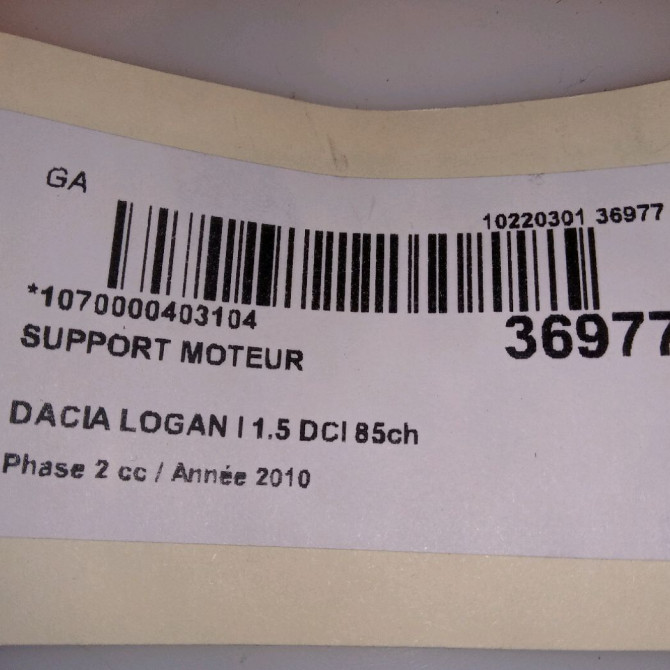 GA
10220301 36977
*1070000403104
36977
SUPPORT MOTEUR
DACIA LOGAN I 1.5 DCI 85ch
Phase 2 cc / Année 2010